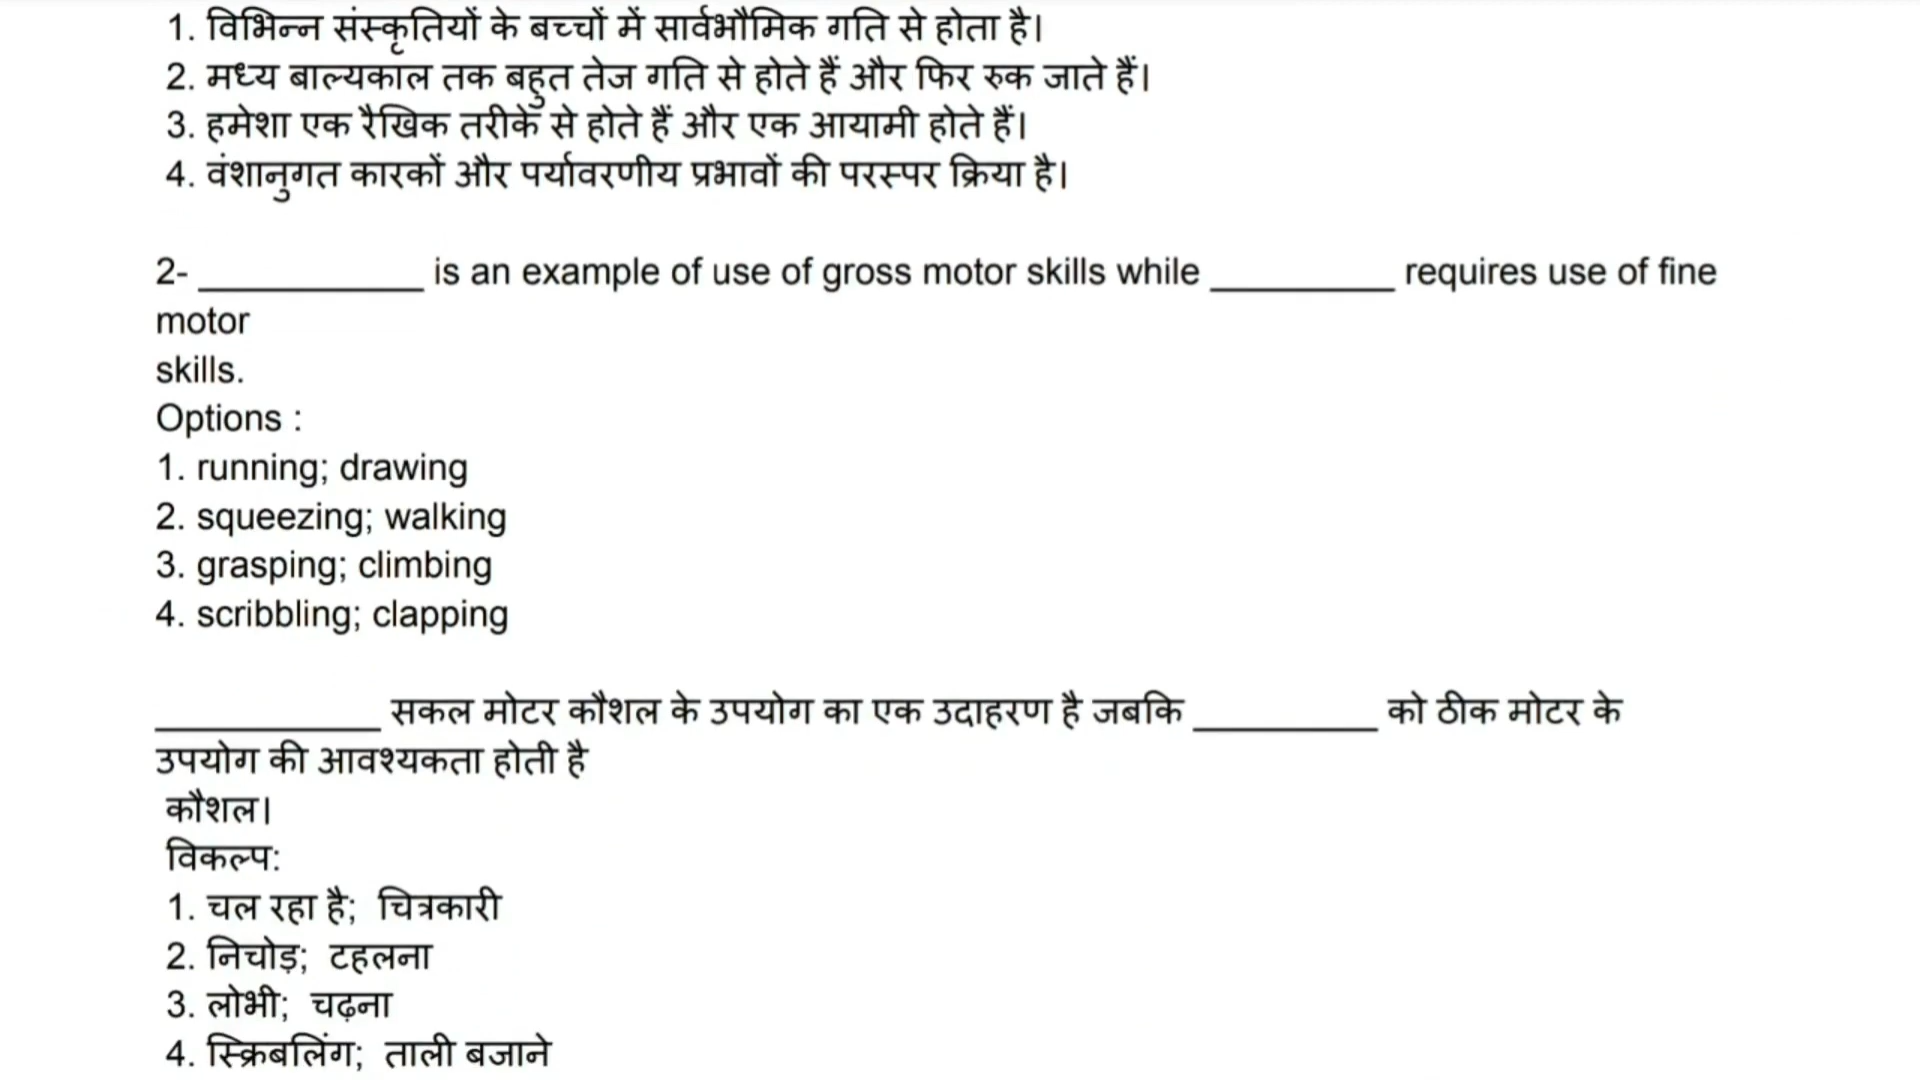 1. विभिन्न संस्कृतियों के बच्चों में सार्वभौमिक गति से होता है।
2. मध्य बाल्यकाल तक बहुत तेज गति से होते हैं और फिर रुक जाते हैं।
3. हमेशा एक रैखिक तरीके से होते हैं और एक आयामी होते हैं।
4. वंशानुगत कारकों और पर्यावरणीय प्रभावों की परस्पर क्रिया है।
2- ___________ is an example of use of gross motor skills while _________ requires use of fine
motor
skills.
Options :
1. running; drawing
2. squeezing; walking
3. grasping; climbing
4. scribbling; clapping
___________ सकल मोटर कौशल के उपयोग का एक उदाहरण है जबकि _________ को ठीक मोटर के
उपयोग की आवश्यकता होती है
कौशल।
विकल्प:
1. चल रहा है; चित्रकारी
2. निचोड़; टहलना
3. लोभी; चढ़ना
4. स्क्रिबलिंग; ताली बजाने